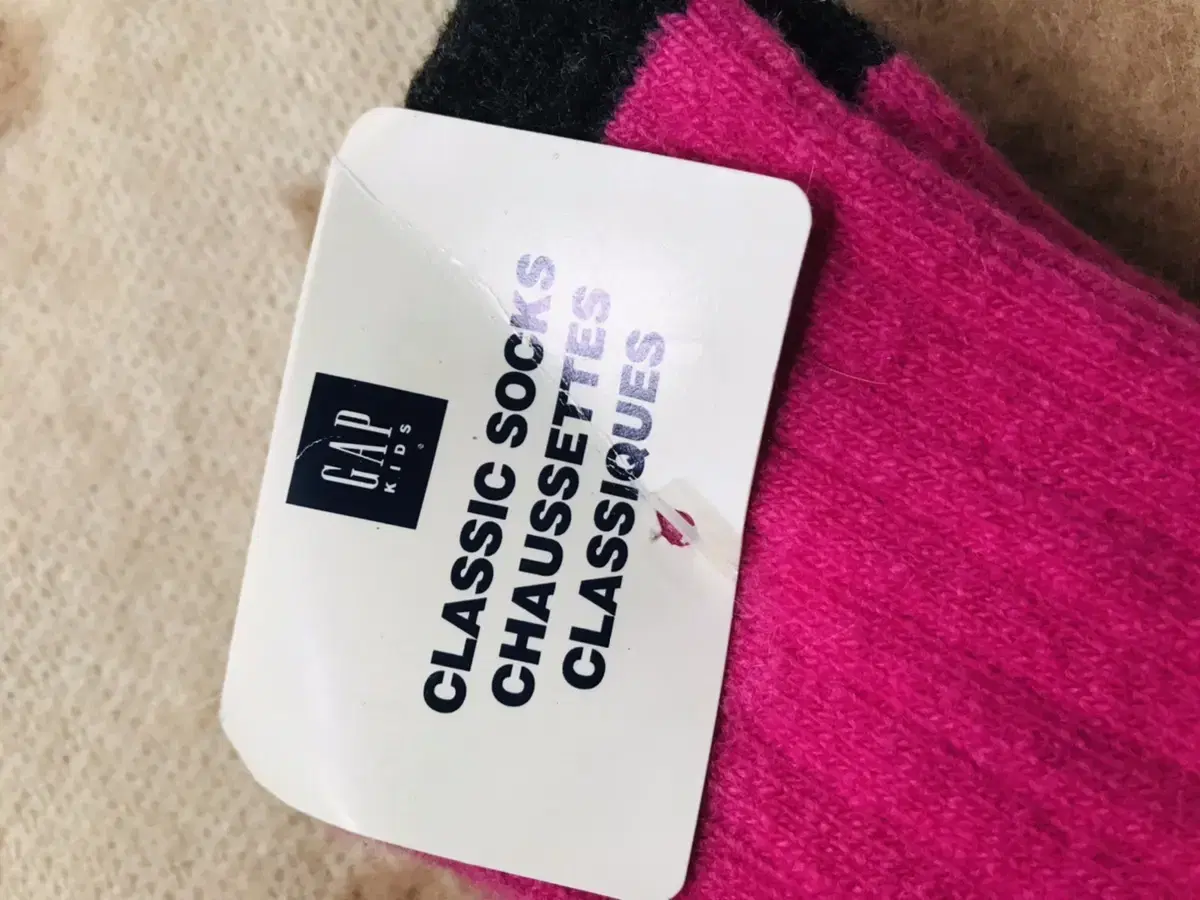 GAP
KIDS
CLASSIC SOCKS
CHAUSSETTES
CLASSIQUES